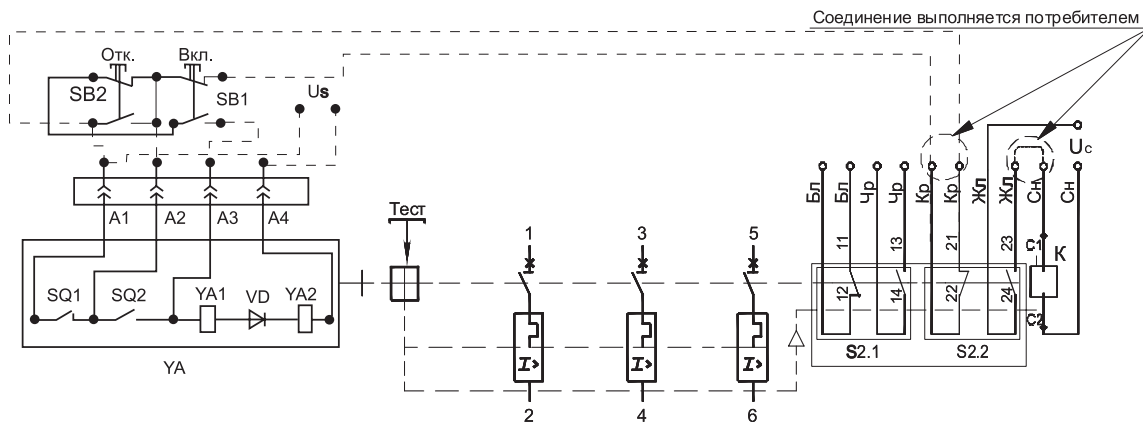 Соединение выполняется потребителем
Откл. Вкл.
SB2 SB1
Us
Uc
Бл Бл Чр Чр Кр Кр Жл Жл Сн Сн
A1 A2 A3 A4
Тест
1 3 5
11 13 21 23
C1 К
SQ1 SQ2 YA1 VD YA2
12 14 22 24
C2
I> I> I>
YA
S2.1 S2.2
2 4 6